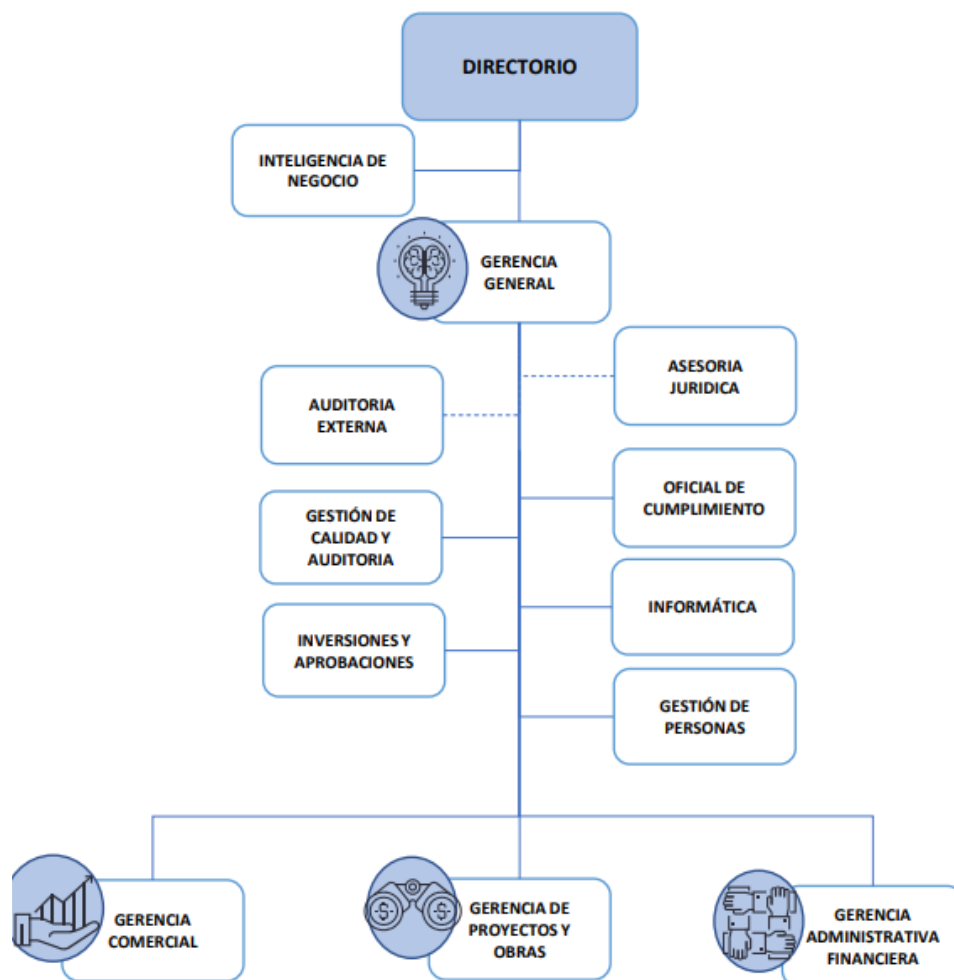 DIRECTORIO
INTELIGENCIA DE
NEGOCIO
GERENCIA
GENERAL
ASESORIA
JURIDICA
AUDITORIA
EXTERNA
OFICIAL DE
CUMPLIMIENTO
GESTIÓN DE
CALIDAD Y
AUDITORIA
INFORMÁTICA
INVERSIONES Y
APROBACIONES
GESTIÓN DE
PERSONAS
GERENCIA
COMERCIAL
GERENCIA DE
PROYECTOS Y
OBRAS
GERENCIA
ADMINISTRATIVA
FINANCIERA